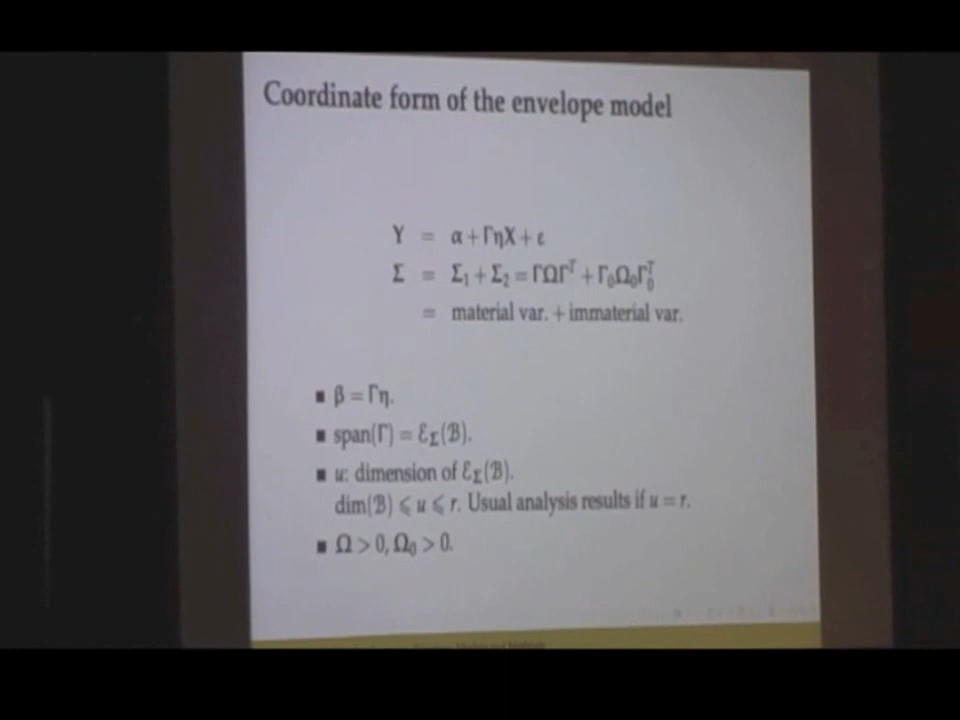 Coordinate form of the envelope model
Y = α + ΓηX + ε
Σ = Σ₁ + Σ₂ = ΓΩΓᵀ + Γ₀Ω₀Γ₀ᵀ
= material var. + immaterial var.
■ β = Γη.
■ span(Γ) = ℰ_Σ(ℬ).
■ u: dimension of ℰ_Σ(ℬ).
dim(ℬ) ⩽ u ⩽ r. Usual analysis results if u = r.
■ Ω > 0, Ω₀ > 0.